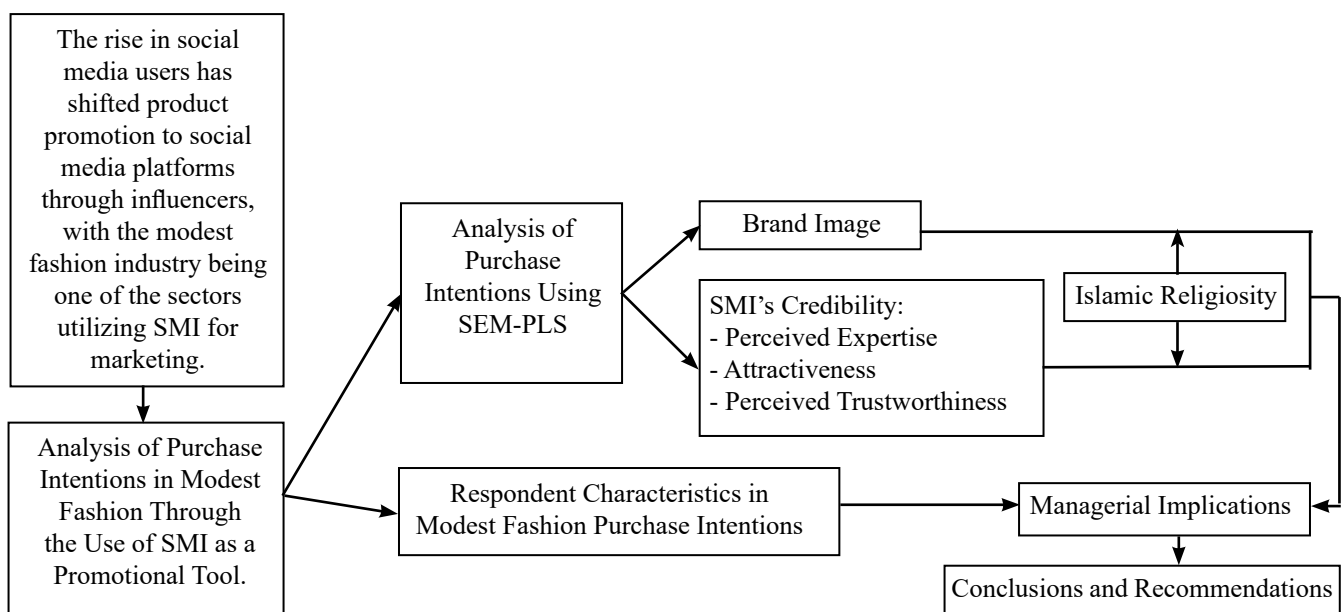 The rise in social
media users has
shifted product
promotion to social
media platforms
through influencers,
with the modest
fashion industry being
one of the sectors
utilizing SMI for
marketing.
Analysis of Purchase
Intentions in Modest
Fashion Through
the Use of SMI as a
Promotional Tool.
Analysis of
Purchase
Intentions Using
SEM-PLS
Brand Image
SMI’s Credibility:
- Perceived Expertise
- Attractiveness
- Perceived Trustworthiness
Islamic Religiosity
Respondent Characteristics in
Modest Fashion Purchase Intentions
Managerial Implications
Conclusions and Recommendations